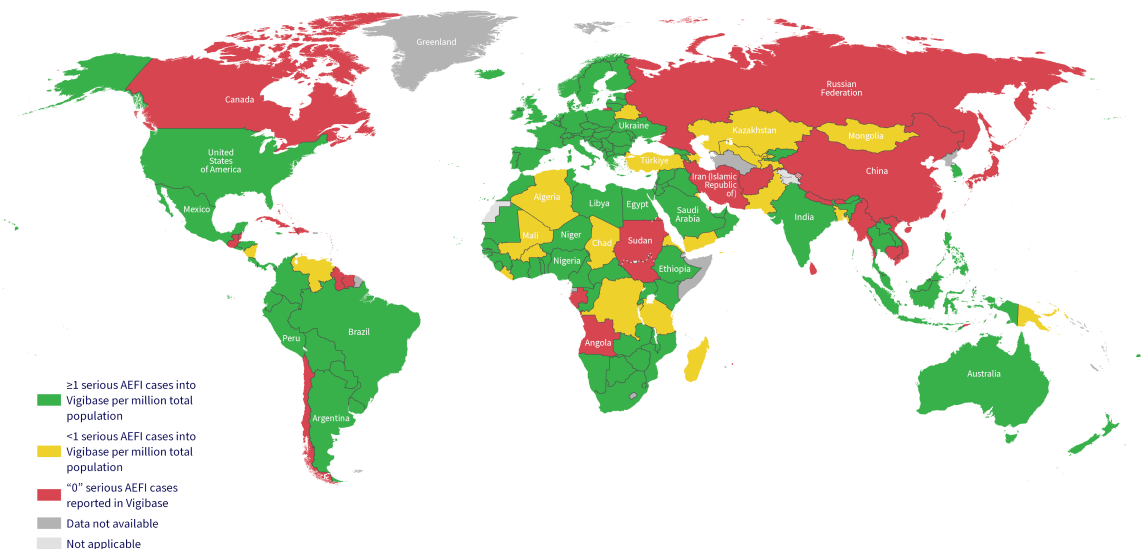 Greenland
Canada
Russian
Federation
Ukraine
Kazakhstan
Mongolia
United
States
of America
Türkiye
China
Iran (Islamic
Republic
of)
Algeria
Libya
Egypt
Saudi
Arabia
Mexico
India
Mali
Niger
Chad
Sudan
Nigeria
Ethiopia
Brazil
Peru
Angola
Australia
Argentina
≥1 serious AEFI cases into
Vigibase per million total
population
<1 serious AEFI cases into
Vigibase per million total
population
“0” serious AEFI cases
reported in Vigibase
Data not available
Not applicable